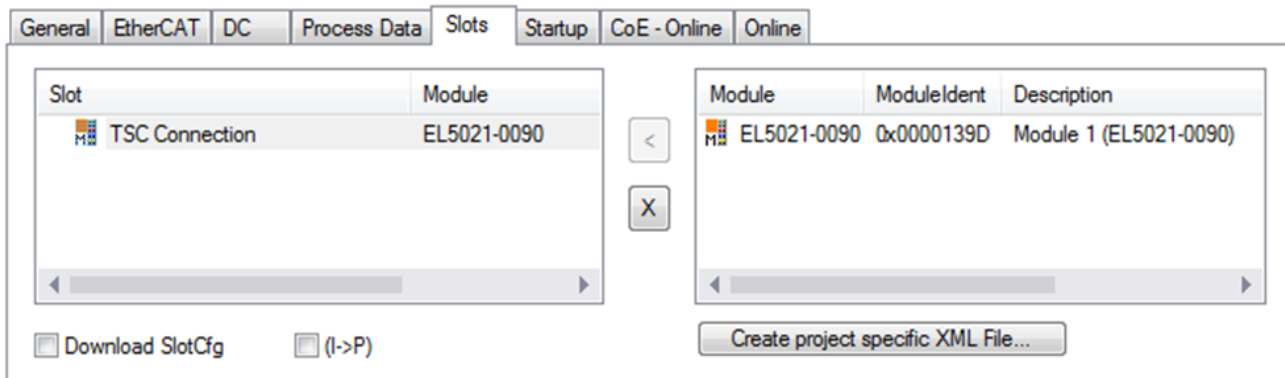 General EtherCAT DC Process Data Slots Startup CoE - Online Online
Slot Module
TSC Connection EL5021-0090
<
X
Module ModuleIdent Description
EL5021-0090 0x0000139D Module 1 (EL5021-0090)
Download SlotCfg (I->P)
Create project specific XML File...